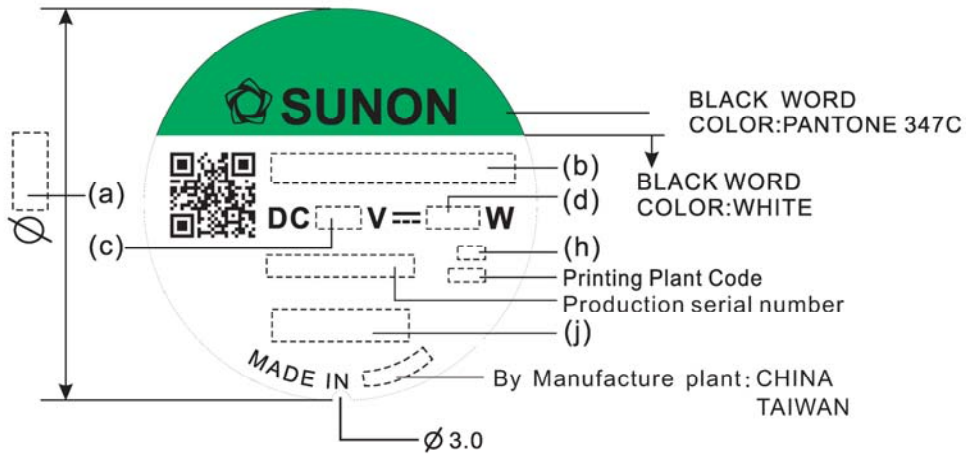 SUNON
BLACK WORD
COLOR:PANTONE 347C
(b)
BLACK WORD
COLOR:WHITE
(a)
(d)
DC V W
(c)
(h)
Printing Plant Code
Production serial number
(j)
MADE IN
By Manufacture plant: CHINA
TAIWAN
Ø
Ø 3.0